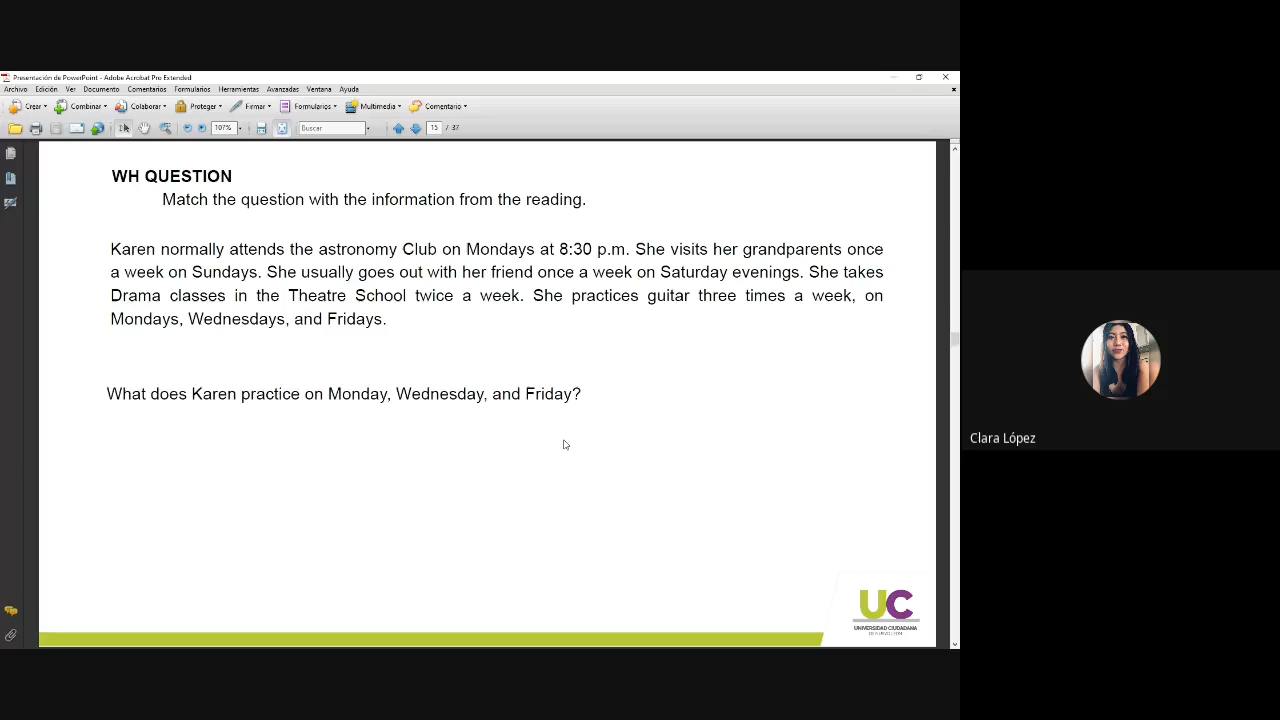 Presentación de PowerPoint - Adobe Acrobat Pro Extended
Archivo Edición Ver Documento Comentarios Formularios Herramientas Avanzadas Ventana Ayuda
Crear Combinar Colaborar Proteger Firmar Formularios Multimedia Comentario
107% Buscar 15 / 37
WH QUESTION
Match the question with the information from the reading.
Karen normally attends the astronomy Club on Mondays at 8:30 p.m. She visits her grandparents once
a week on Sundays. She usually goes out with her friend once a week on Saturday evenings. She takes
Drama classes in the Theatre School twice a week. She practices guitar three times a week, on
Mondays, Wednesdays, and Fridays.
What does Karen practice on Monday, Wednesday, and Friday?
Clara López
UC
UNIVERSIDAD CIUDADANA
DE NUEVO LEÓN